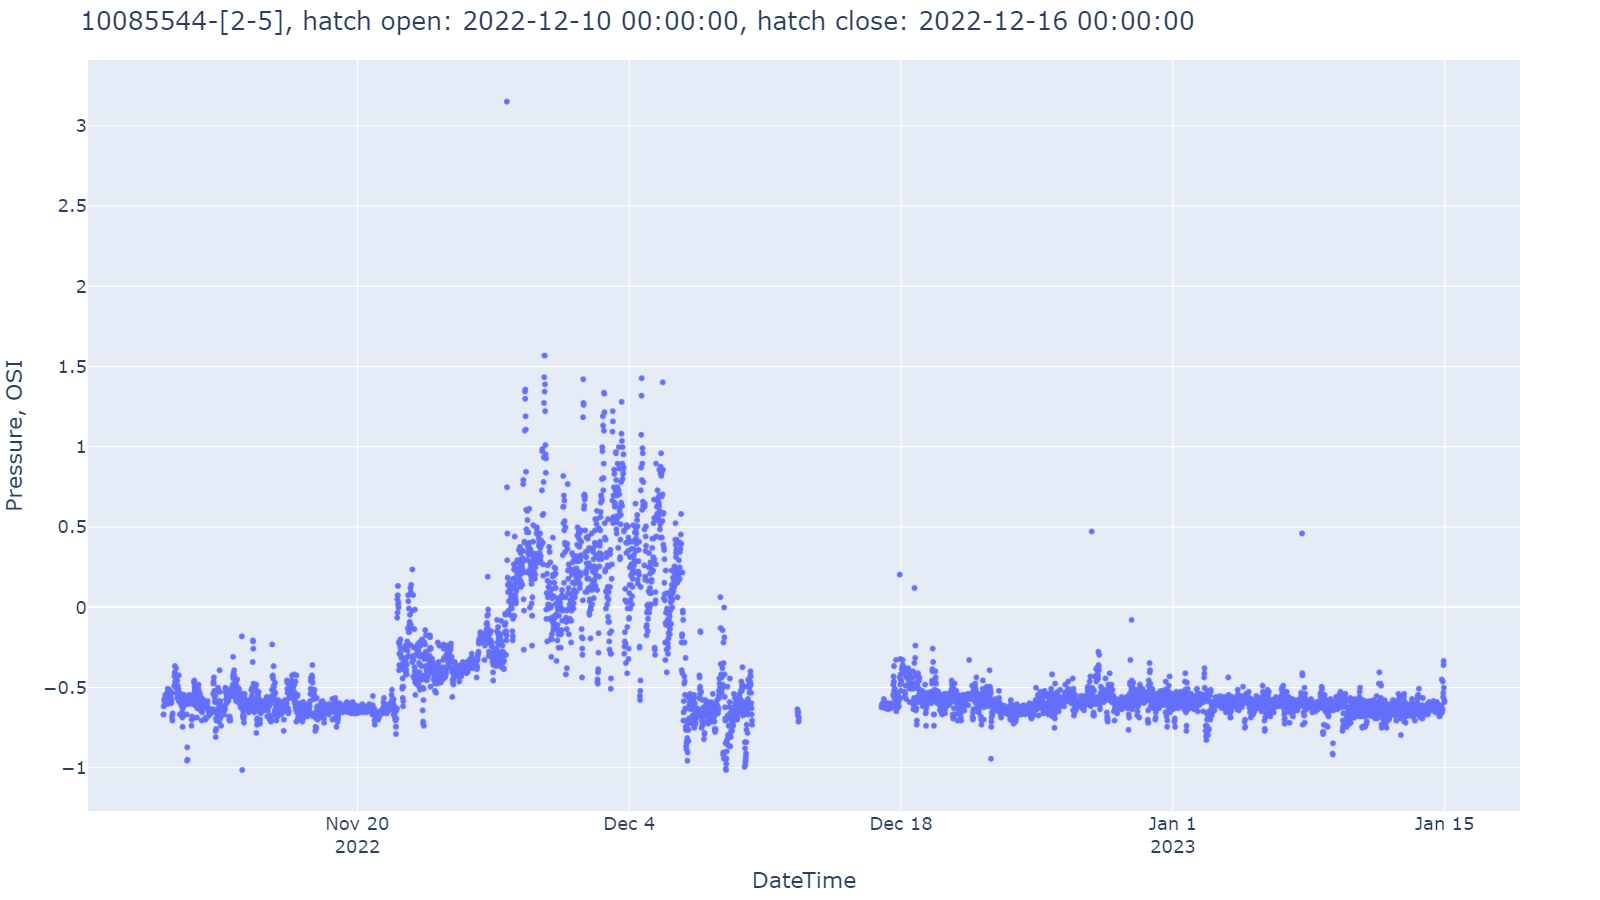 10085544-[2-5], hatch open: 2022-12-10 00:00:00, hatch close: 2022-12-16 00:00:00
3
2.5
2
1.5
1
0.5
0
−0.5
−1
Pressure, OSI
Nov 20
2022
Dec 4
Dec 18
Jan 1
2023
Jan 15
DateTime